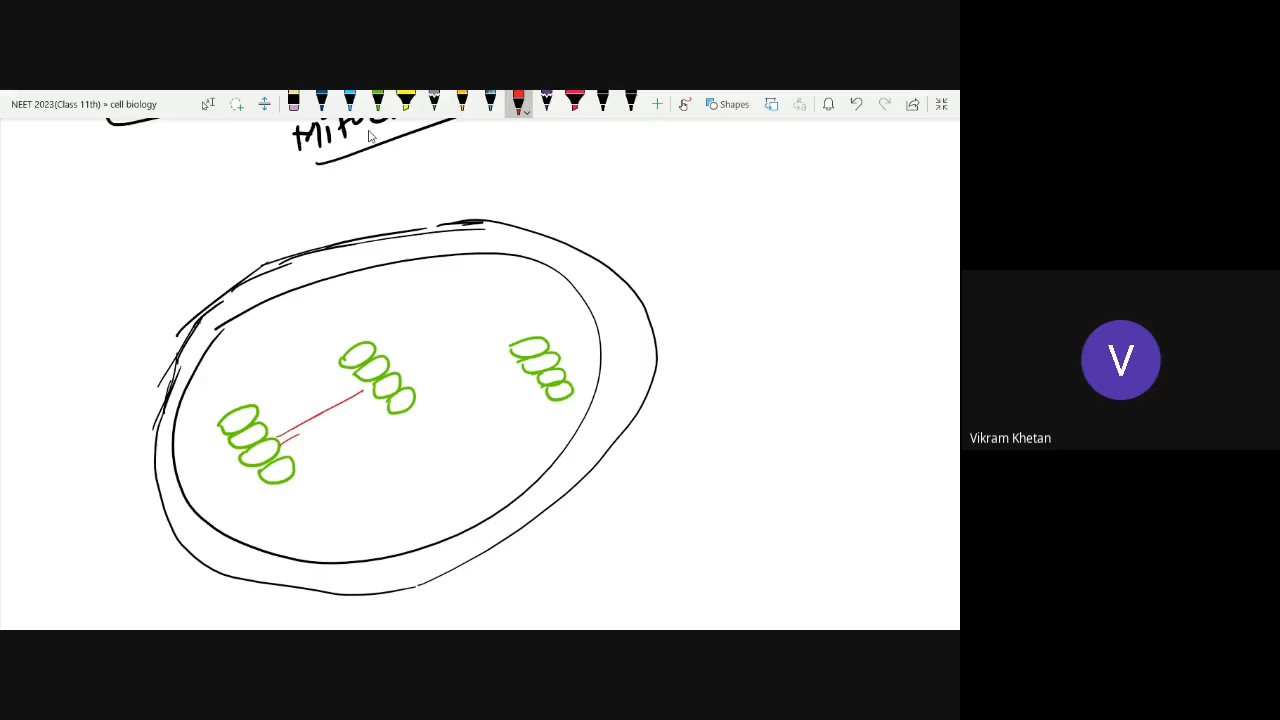 NEET 2023(Class 11th) » cell biology
Shapes
V
Vikram Khetan